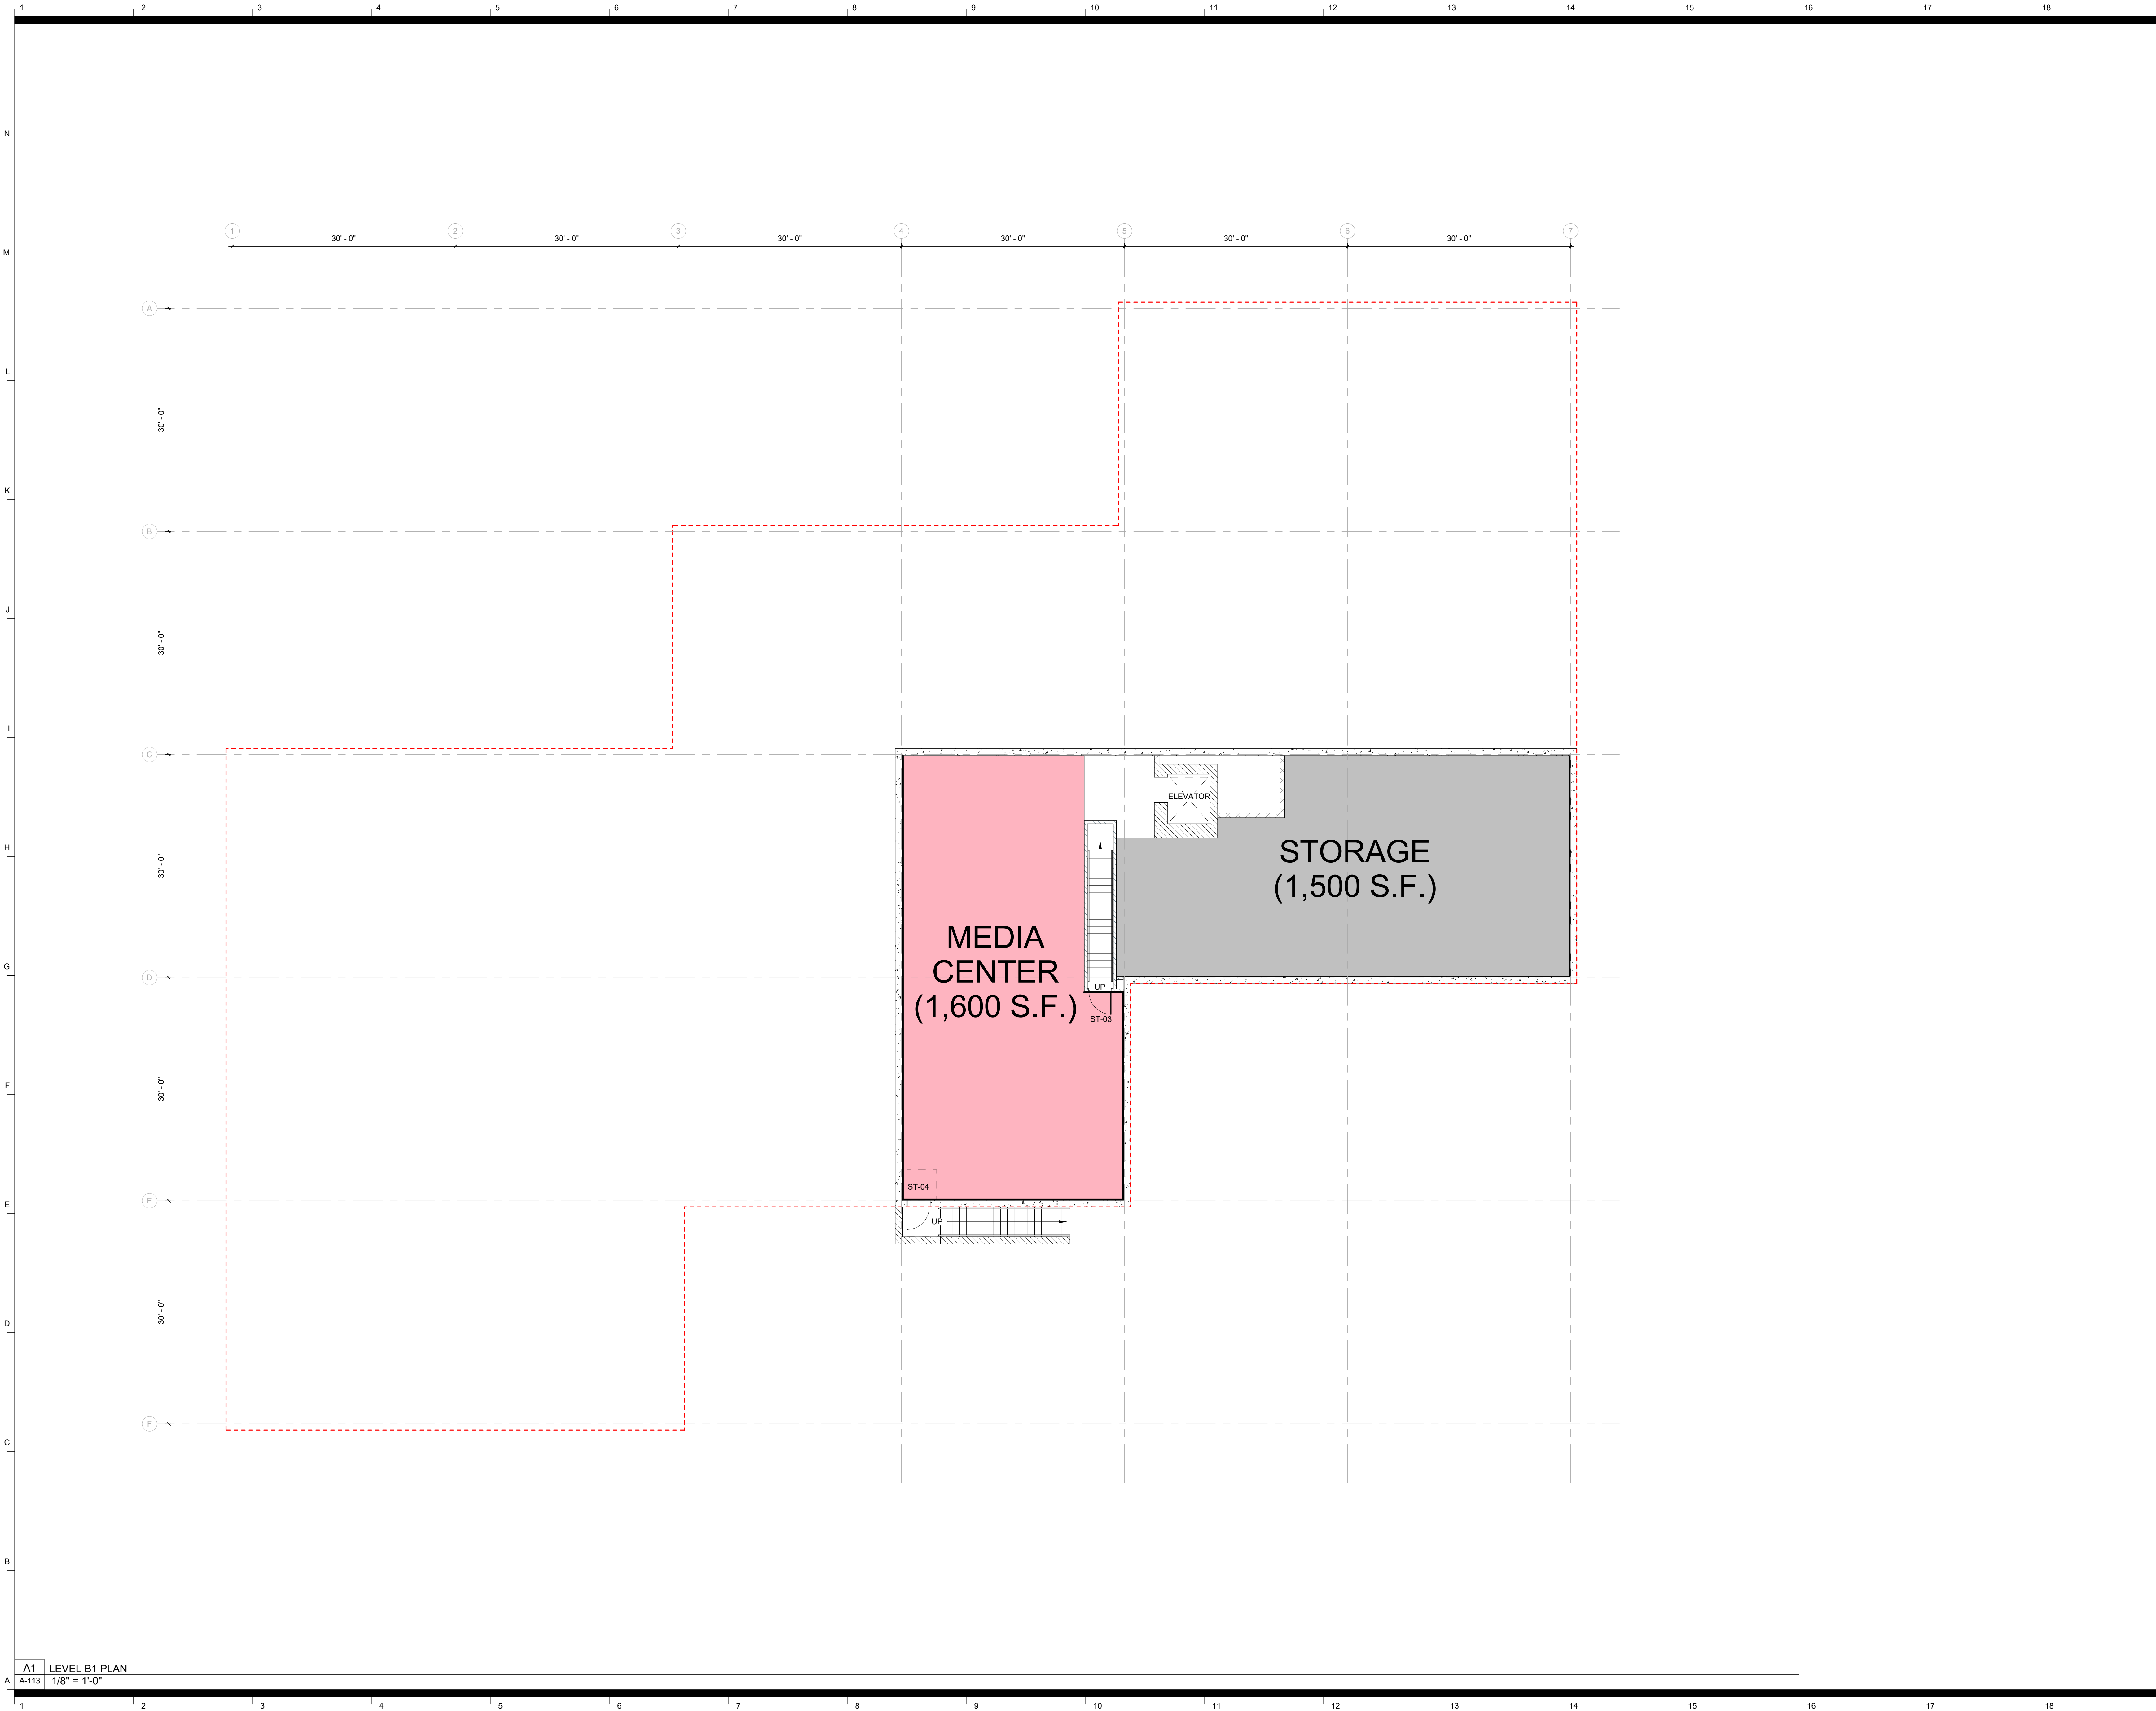 1 2 3 4 5 6 7 8 9 10 11 12 13 14 15 16 17 18
N
M
L
K
J
I
H
G
F
E
D
C
B
A
1 2 3 4 5 6 7
30' - 0" 30' - 0" 30' - 0" 30' - 0" 30' - 0" 30' - 0"
A
30' - 0"
B
30' - 0"
C
30' - 0"
D
30' - 0"
E
30' - 0"
F
ELEVATOR
STORAGE
(1,500 S.F.)
MEDIA
CENTER
(1,600 S.F.)
UP
ST-03
ST-04
UP
A1 LEVEL B1 PLAN
A-113 1/8" = 1'-0"
1 2 3 4 5 6 7 8 9 10 11 12 13 14 15 16 17 18